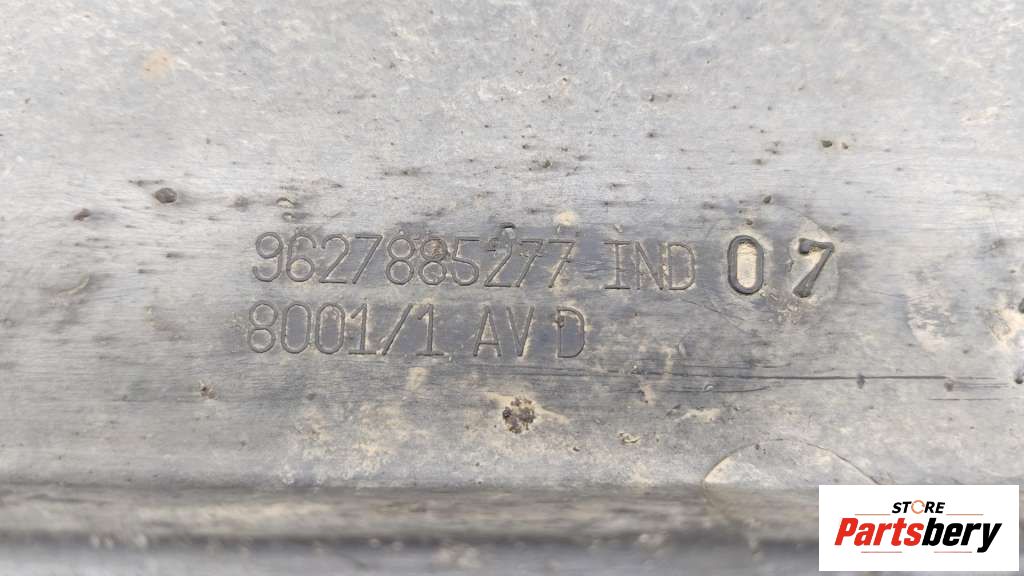 9627885277 IND 07
8001/1 AV D
STORE
Partsbery